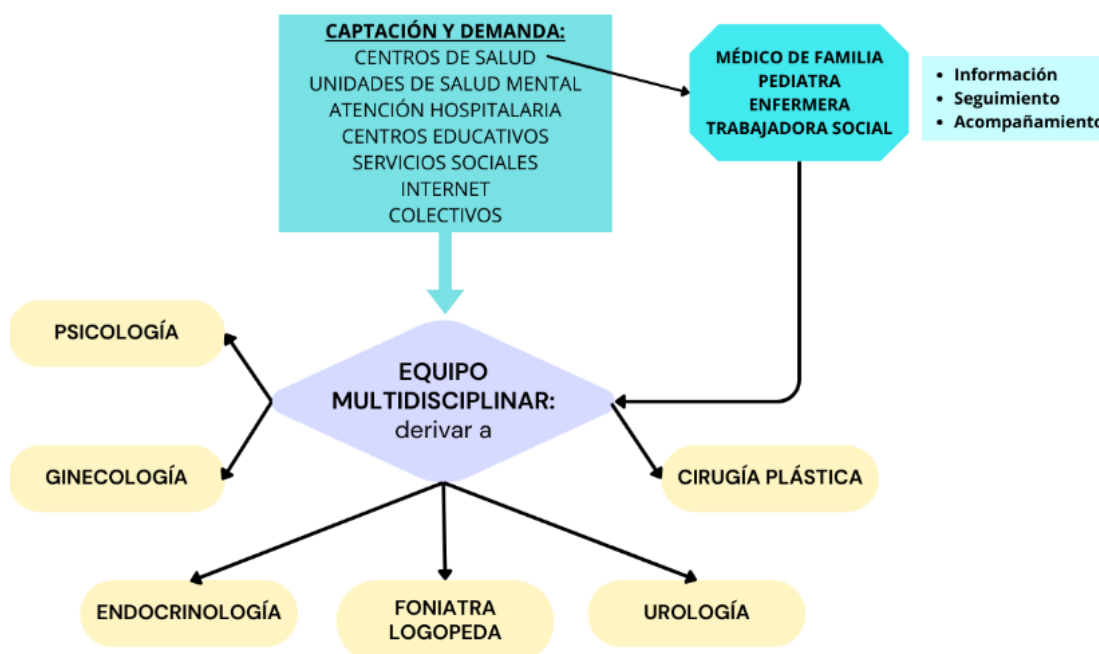 CAPTACIÓN Y DEMANDA:
CENTROS DE SALUD
UNIDADES DE SALUD MENTAL
ATENCIÓN HOSPITALARIA
CENTROS EDUCATIVOS
SERVICIOS SOCIALES
INTERNET
COLECTIVOS
MÉDICO DE FAMILIA
PEDIATRA
ENFERMERA
TRABAJADORA SOCIAL
• Información
• Seguimiento
• Acompañamiento
EQUIPO
MULTIDISCIPLINAR:
derivar a
PSICOLOGÍA
GINECOLOGÍA
CIRUGÍA PLÁSTICA
ENDOCRINOLOGÍA
FONIATRA
LOGOPEDA
UROLOGÍA